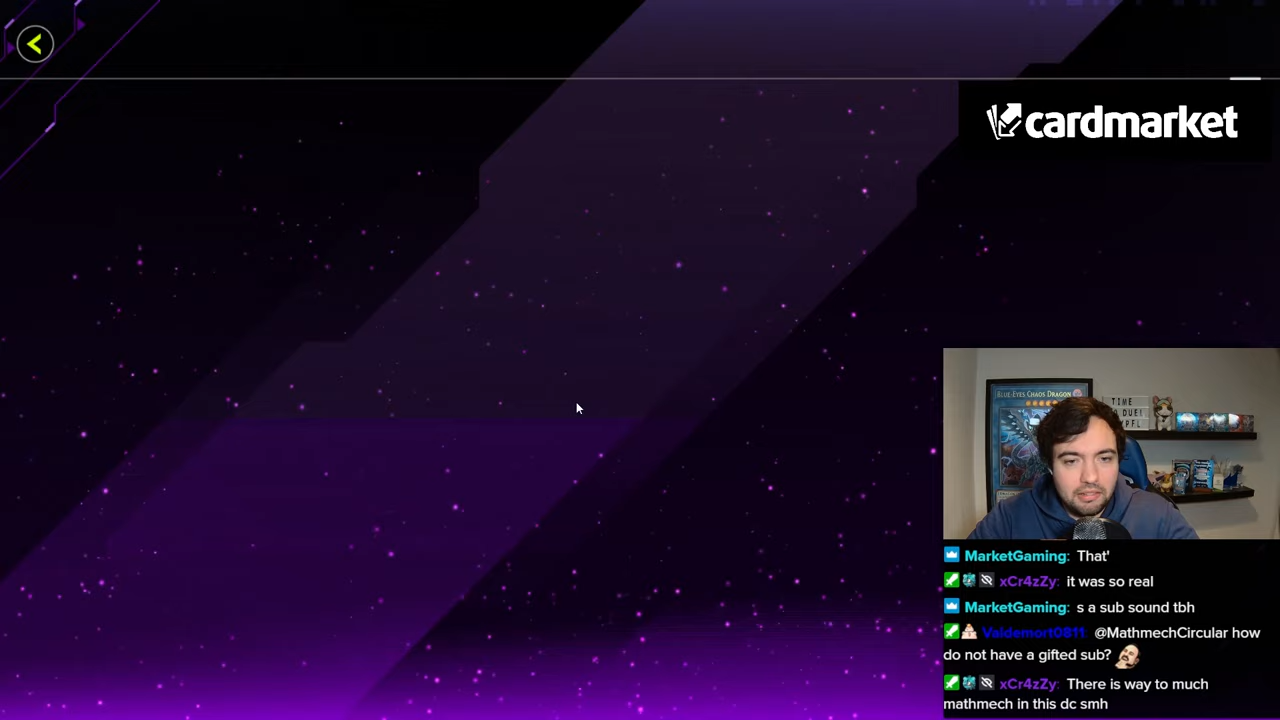 cardmarket
BLUE-EYES CHAOS DRAGON
TIME
MarketGaming: That'
xCr4zZy: it was so real
MarketGaming: s a sub sound tbh
Valdemort0811: @MathmechCircular how
do not have a gifted sub?
xCr4zZy: There is way to much
mathmech in this dc smh